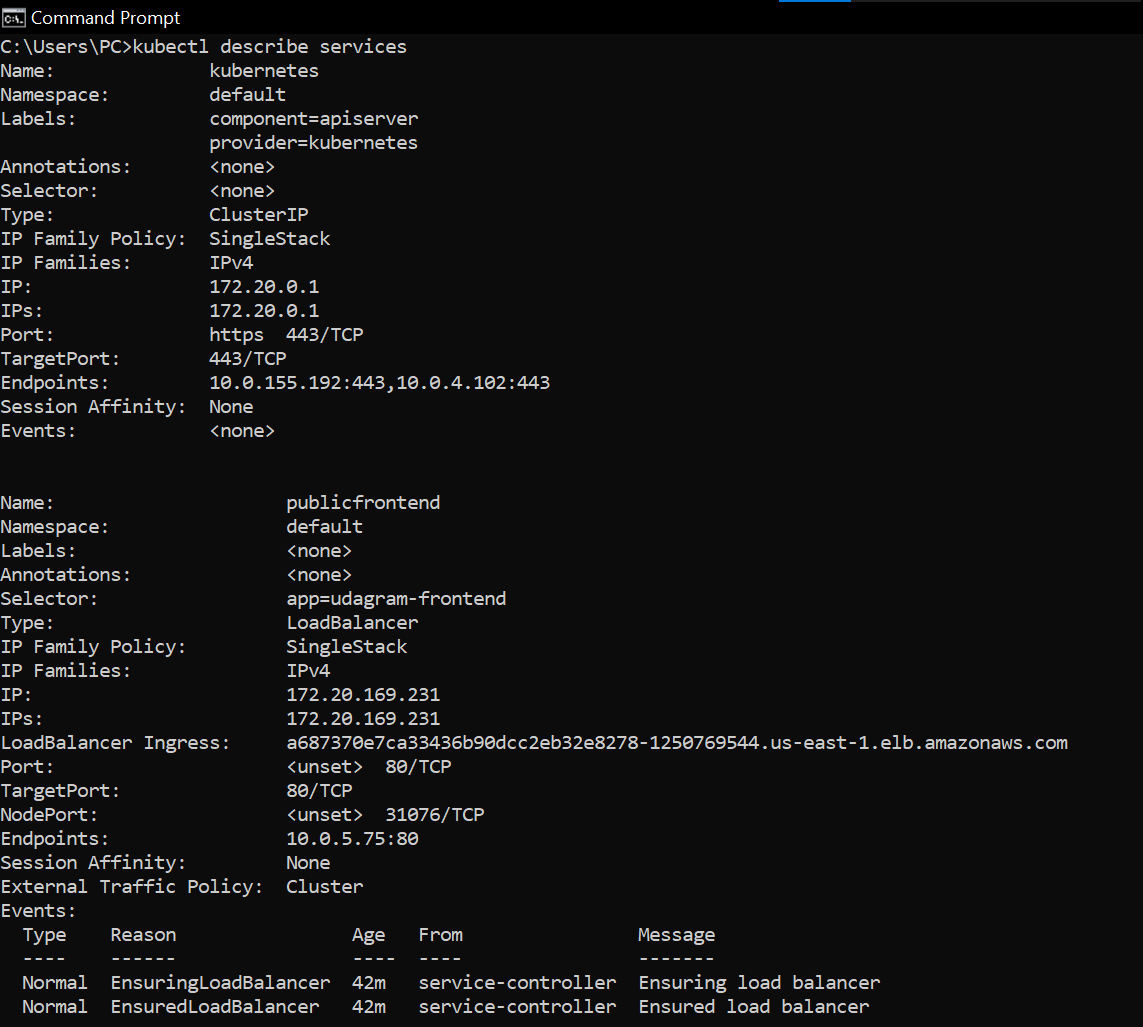 Command Prompt
C:\Users\PC>kubectl describe services
Name:              kubernetes
Namespace:         default
Labels:            component=apiserver
                   provider=kubernetes
Annotations:       <none>
Selector:          <none>
Type:              ClusterIP
IP Family Policy:  SingleStack
IP Families:       IPv4
IP:                172.20.0.1
IPs:               172.20.0.1
Port:              https  443/TCP
TargetPort:        443/TCP
Endpoints:         10.0.155.192:443,10.0.4.102:443
Session Affinity:  None
Events:            <none>
Name:                     publicfrontend
Namespace:                default
Labels:                   <none>
Annotations:              <none>
Selector:                 app=udagram-frontend
Type:                     LoadBalancer
IP Family Policy:         SingleStack
IP Families:              IPv4
IP:                       172.20.169.231
IPs:                      172.20.169.231
LoadBalancer Ingress:     a687370e7ca33436b90dcc2eb32e8278-1250769544.us-east-1.elb.amazonaws.com
Port:                     <unset>  80/TCP
TargetPort:               80/TCP
NodePort:                 <unset>  31076/TCP
Endpoints:                10.0.5.75:80
Session Affinity:         None
External Traffic Policy:  Cluster
Events:
  Type    Reason                Age   From                Message
  ----    ------                ----  ----                -------
  Normal  EnsuringLoadBalancer  42m   service-controller  Ensuring load balancer
  Normal  EnsuredLoadBalancer   42m   service-controller  Ensured load balancer